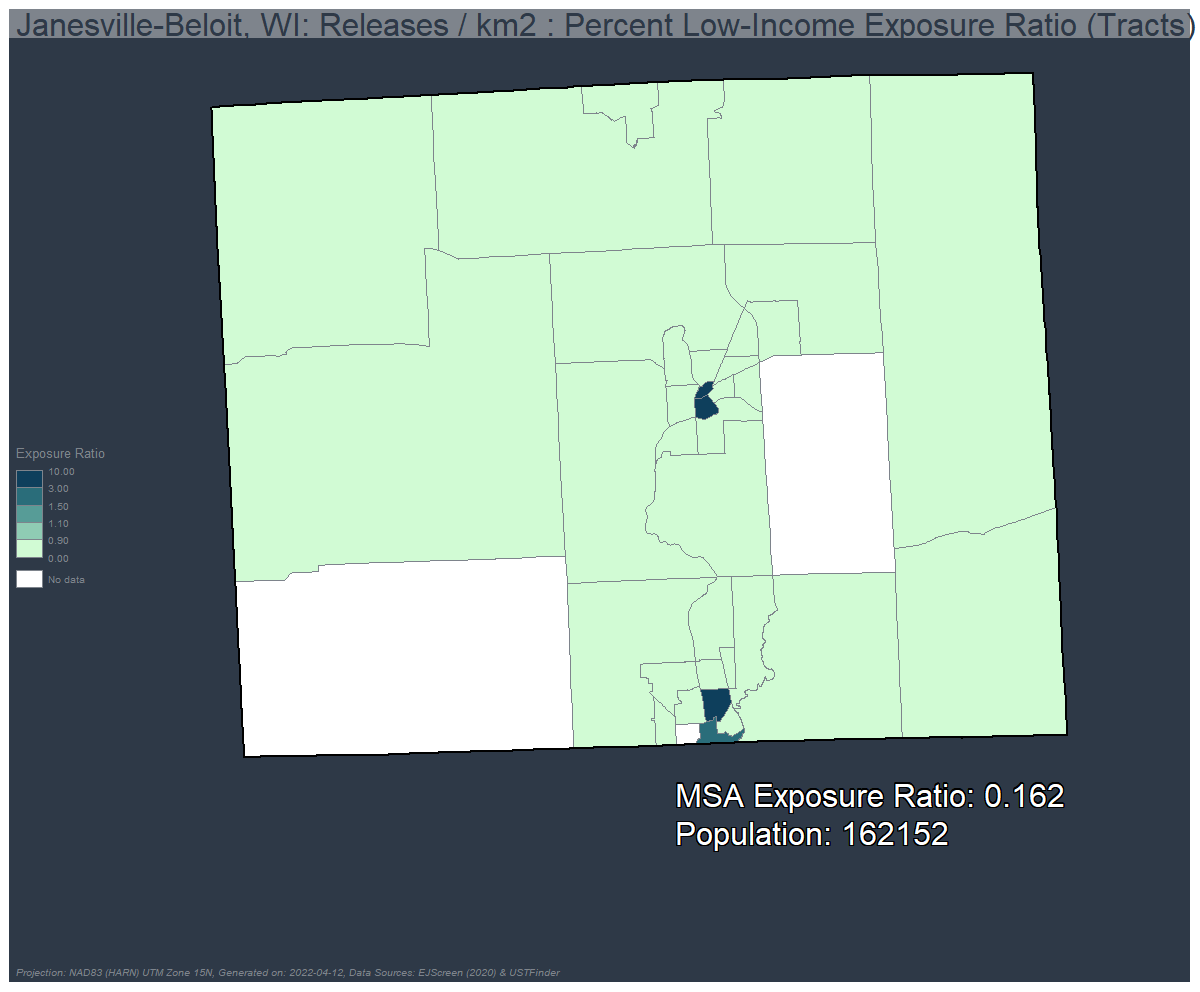 Janesville-Beloit, WI: Releases / km2 : Percent Low-Income Exposure Ratio (Tracts)
Exposure Ratio
10.00
3.00
1.50
1.10
0.90
0.00
No data
MSA Exposure Ratio: 0.162
Population: 162152
Projection: NAD83 (HARN) UTM Zone 15N, Generated on: 2022-04-12, Data Sources: EJScreen (2020) & USTFinder